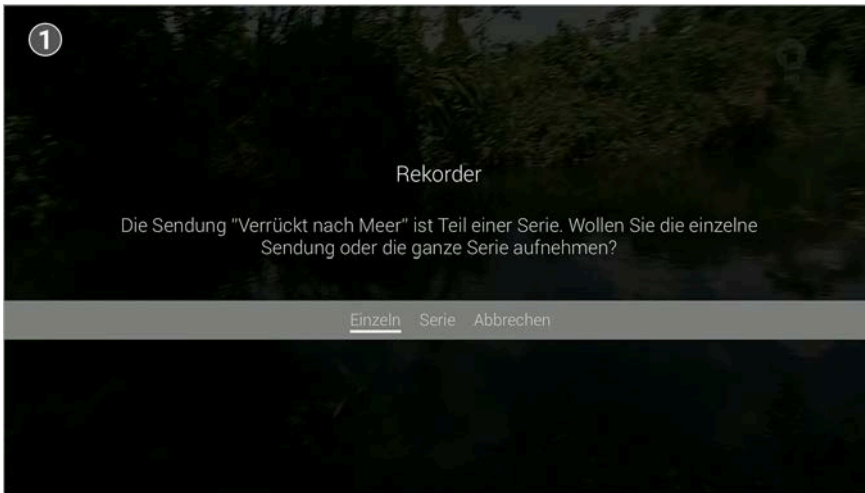 1
Rekorder
Die Sendung "Verrückt nach Meer" ist Teil einer Serie. Wollen Sie die einzelne
Sendung oder die ganze Serie aufnehmen?
Einzeln Serie Abbrechen